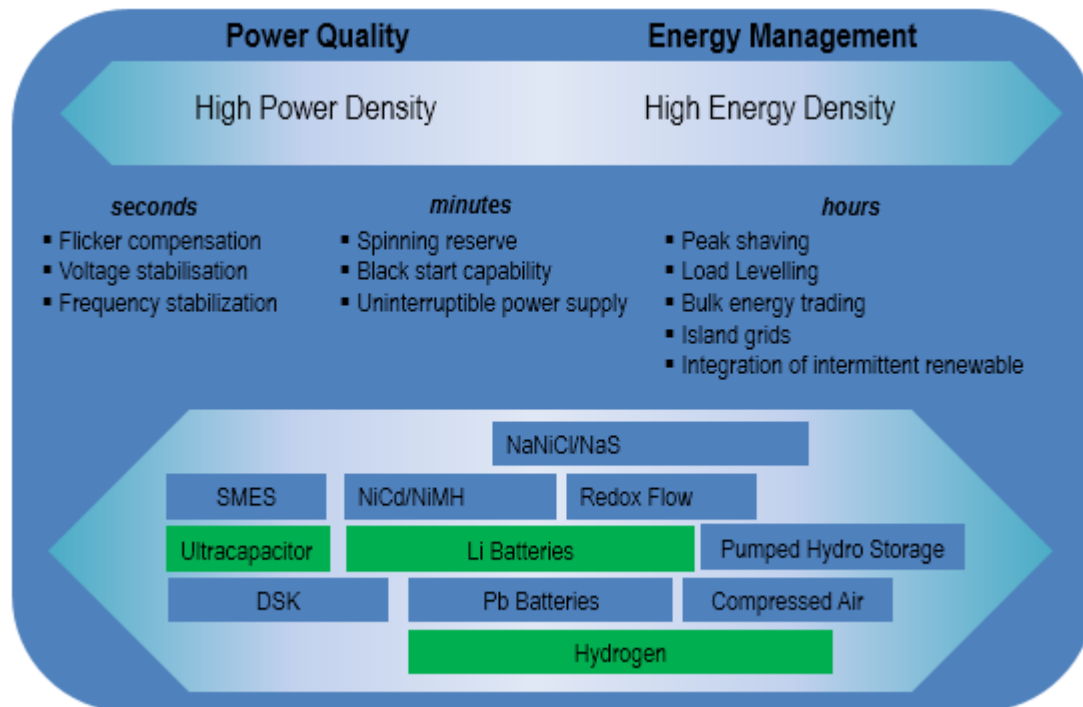 Power Quality
Energy Management
High Power Density
High Energy Density
seconds
▪ Flicker compensation
▪ Voltage stabilisation
▪ Frequency stabilization
minutes
▪ Spinning reserve
▪ Black start capability
▪ Uninterruptible power supply
hours
▪ Peak shaving
▪ Load Levelling
▪ Bulk energy trading
▪ Island grids
▪ Integration of intermittent renewable
NaNiCl/NaS
SMES
NiCd/NiMH
Redox Flow
Ultracapacitor
Li Batteries
Pumped Hydro Storage
DSK
Pb Batteries
Compressed Air
Hydrogen